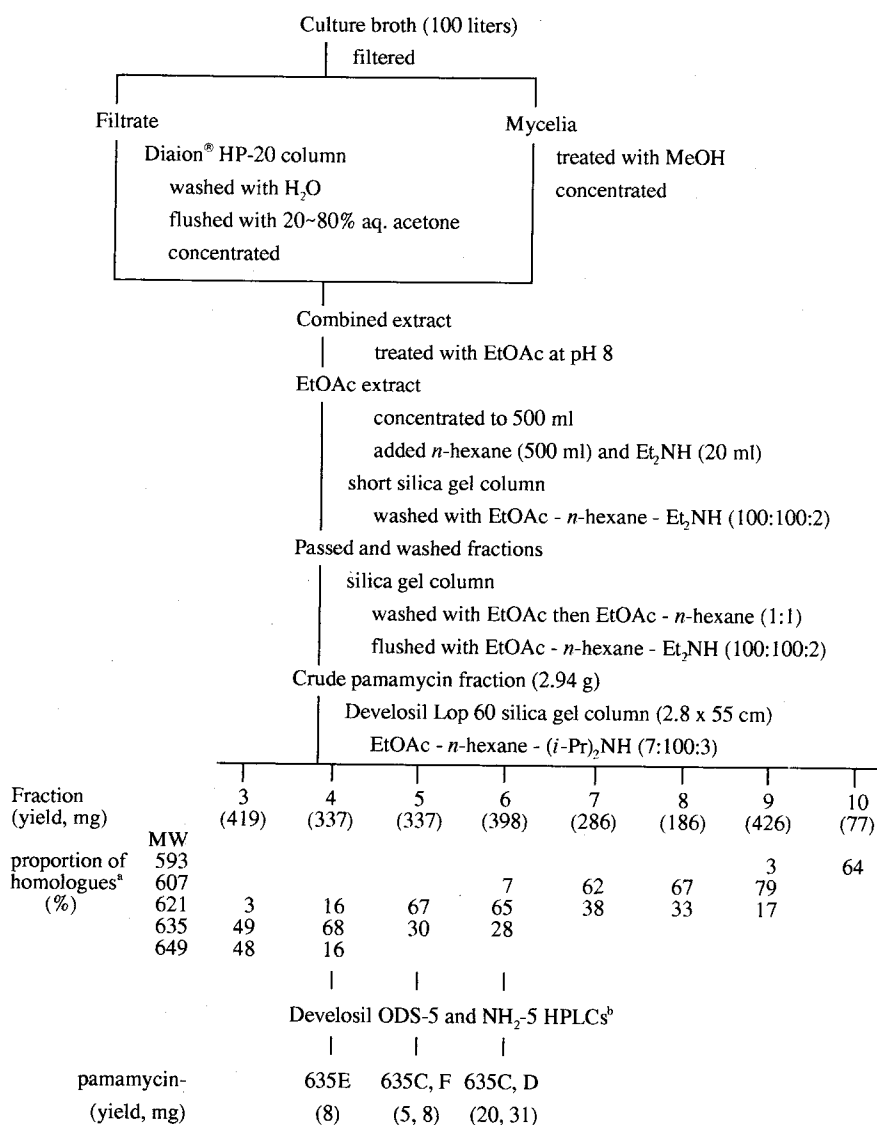 Culture broth (100 liters)
filtered
Filtrate
Mycelia
Diaion® HP-20 column
treated with MeOH
washed with H₂O
concentrated
flushed with 20~80% aq. acetone
concentrated
Combined extract
treated with EtOAc at pH 8
EtOAc extract
concentrated to 500 ml
added n-hexane (500 ml) and Et₂NH (20 ml)
short silica gel column
washed with EtOAc - n-hexane - Et₂NH (100:100:2)
Passed and washed fractions
silica gel column
washed with EtOAc then EtOAc - n-hexane (1:1)
flushed with EtOAc - n-hexane - Et₂NH (100:100:2)
Crude pamamycin fraction (2.94 g)
Develosil Lop 60 silica gel column (2.8 x 55 cm)
EtOAc - n-hexane - (i-Pr)₂NH (7:100:3)
Fraction 3 4 5 6 7 8 9 10
(yield, mg) (419) (337) (337) (398) (286) (186) (426) (77)
MW
proportion of 593 3 64
homologuesᵃ 607 7 62 67 79
(%) 621 3 16 67 65 38 33 17
635 49 68 30 28
649 48 16
Develosil ODS-5 and NH₂-5 HPLCsᵇ
pamamycin- 635E 635C, F 635C, D
(yield, mg) (8) (5, 8) (20, 31)